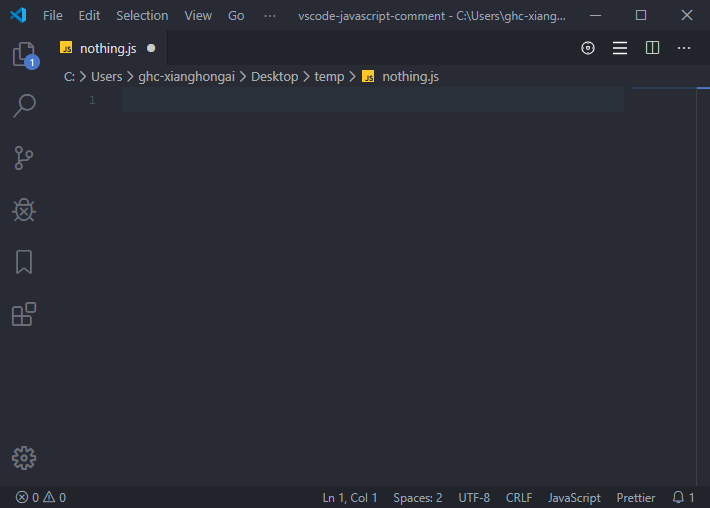 File Edit Selection View Go ··· vscode-javascript-comment - C:\Users\ghc-xiang...
JS nothing.js
C: > Users > ghc-xianghongai > Desktop > temp > JS nothing.js
1
1
0 0 Ln 1, Col 1 Spaces: 2 UTF-8 CRLF JavaScript Prettier 1